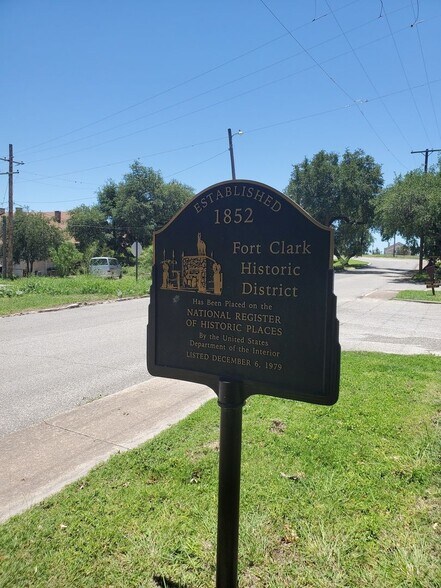 ESTABLISHED
1852
Fort Clark
Historic
District
Has Been Placed on the
NATIONAL REGISTER
OF HISTORIC PLACES
by the United States
Department of the Interior
LISTED DECEMBER 6, 1979